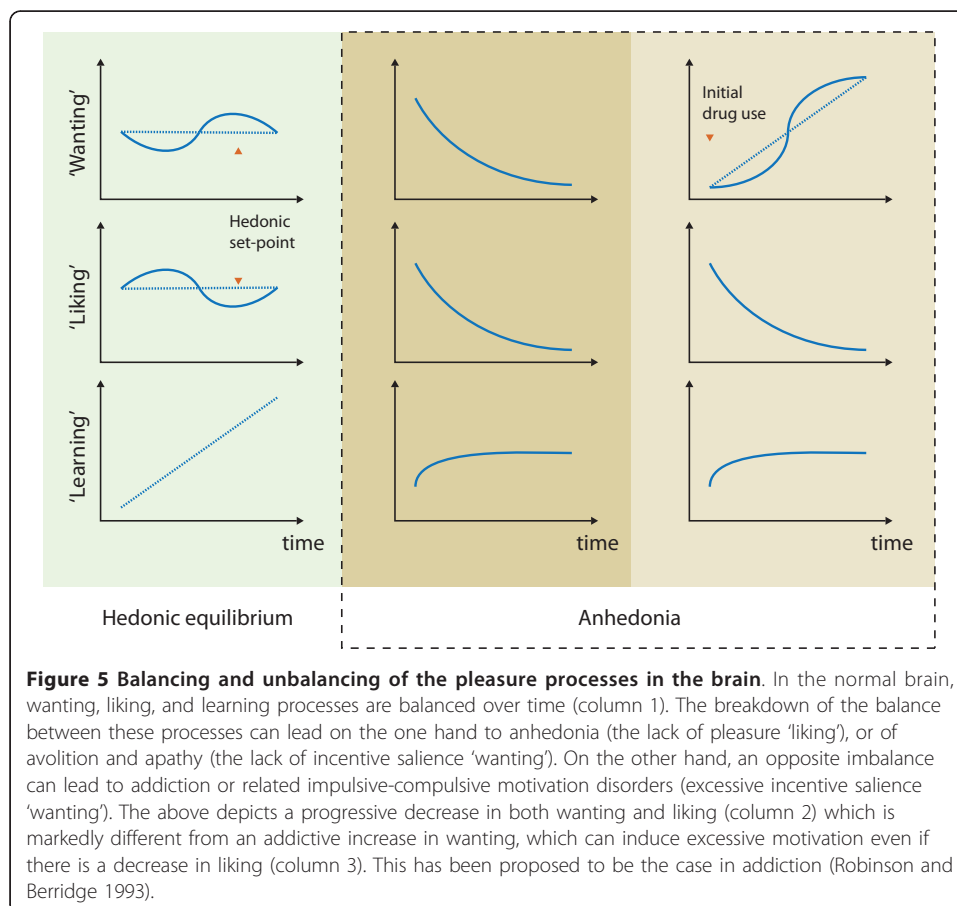 'Wanting'
Initial
drug use
Hedonic
set-point
'Liking'
'Learning'
time
time
time
Hedonic equilibrium
Anhedonia
Figure 5 Balancing and unbalancing of the pleasure processes in the brain. In the normal brain,
wanting, liking, and learning processes are balanced over time (column 1). The breakdown of the balance
between these processes can lead on the one hand to anhedonia (the lack of pleasure 'liking'), or of
avolition and apathy (the lack of incentive salience 'wanting'). On the other hand, an opposite imbalance
can lead to addiction or related impulsive-compulsive motivation disorders (excessive incentive salience
'wanting'). The above depicts a progressive decrease in both wanting and liking (column 2) which is
markedly different from an addictive increase in wanting, which can induce excessive motivation even if
there is a decrease in liking (column 3). This has been proposed to be the case in addiction (Robinson and
Berridge 1993).